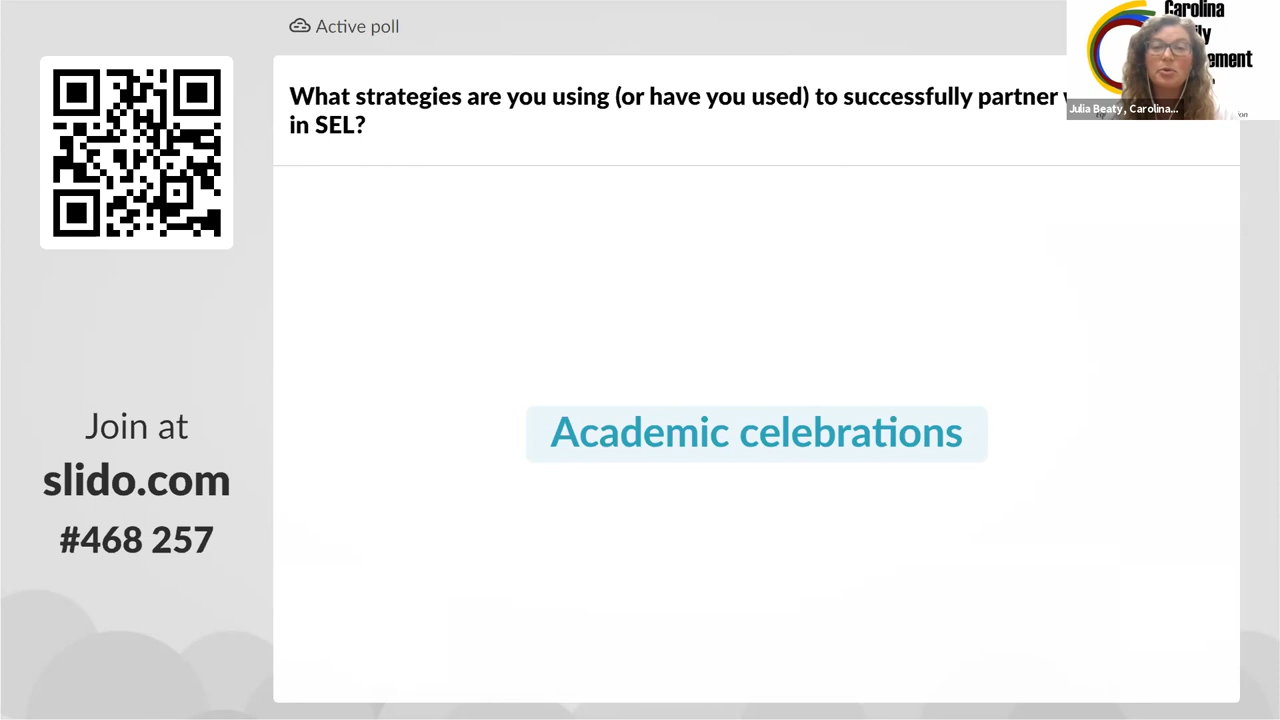 Active poll
What strategies are you using (or have you used) to successfully partner
in SEL?
Carolina
Julia Beaty, Carolina...
Academic celebrations
Join at
slido.com
#468 257